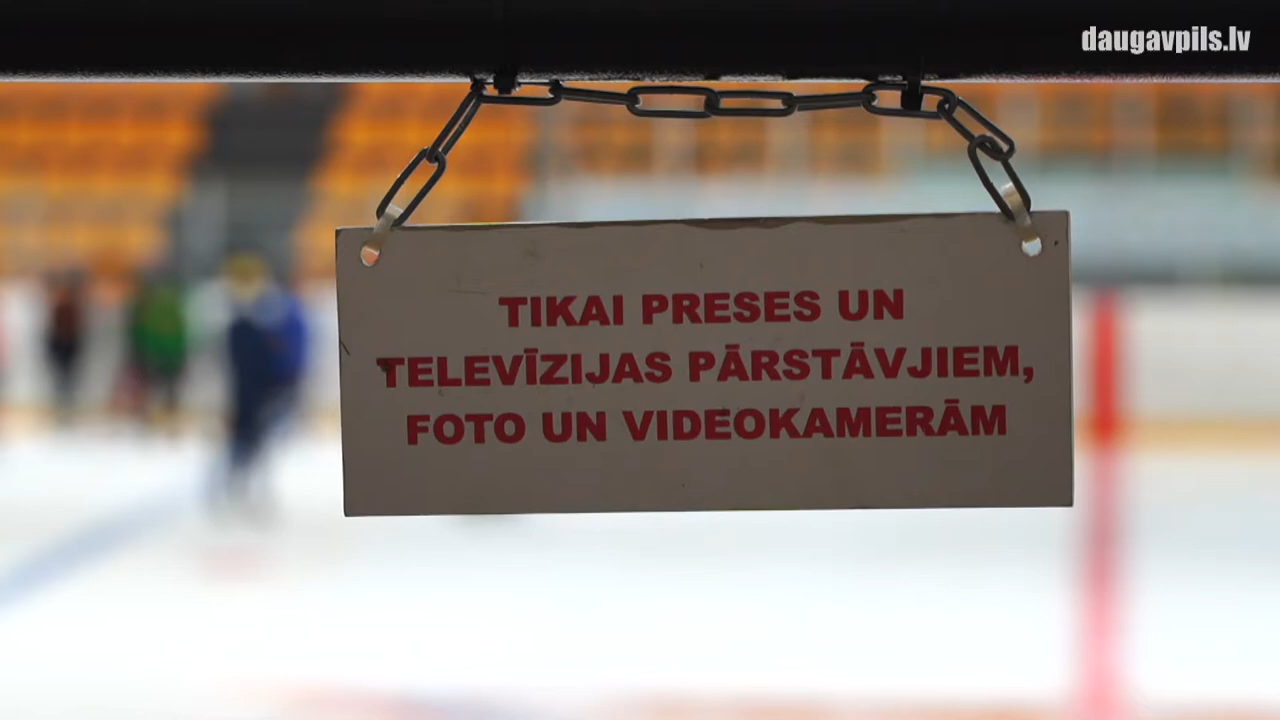 daugavpils.lv
TIKAI PRESES UN
TELEVĪZIJAS PĀRSTĀVJIEM,
FOTO UN VIDEOKAMERĀM